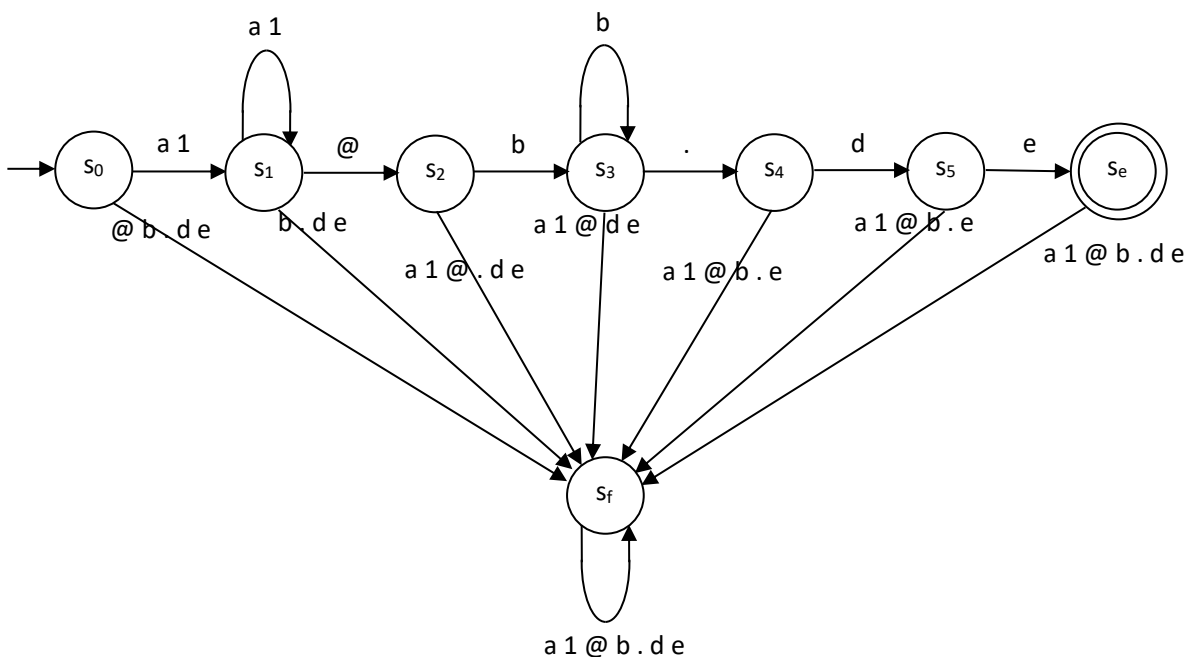 a 1
b
a 1
@
b
.
d
e
s0
s1
s2
s3
s4
s5
se
@ b . d e
b . d e
a 1 @ . d e
a 1 @ d e
a 1 @ b . e
a 1 @ b . e
a 1 @ b . d e
sf
a 1 @ b . d e